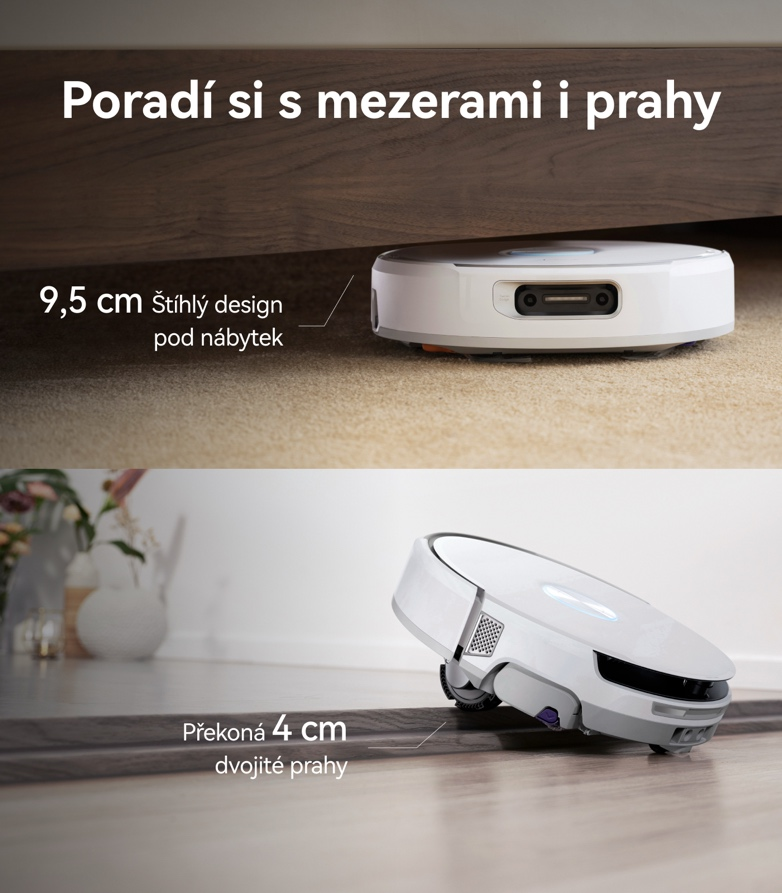 Poradí si s mezerami i prahy
9,5 cm Štíhlý design
pod nábytek
Překoná 4 cm
dvojité prahy